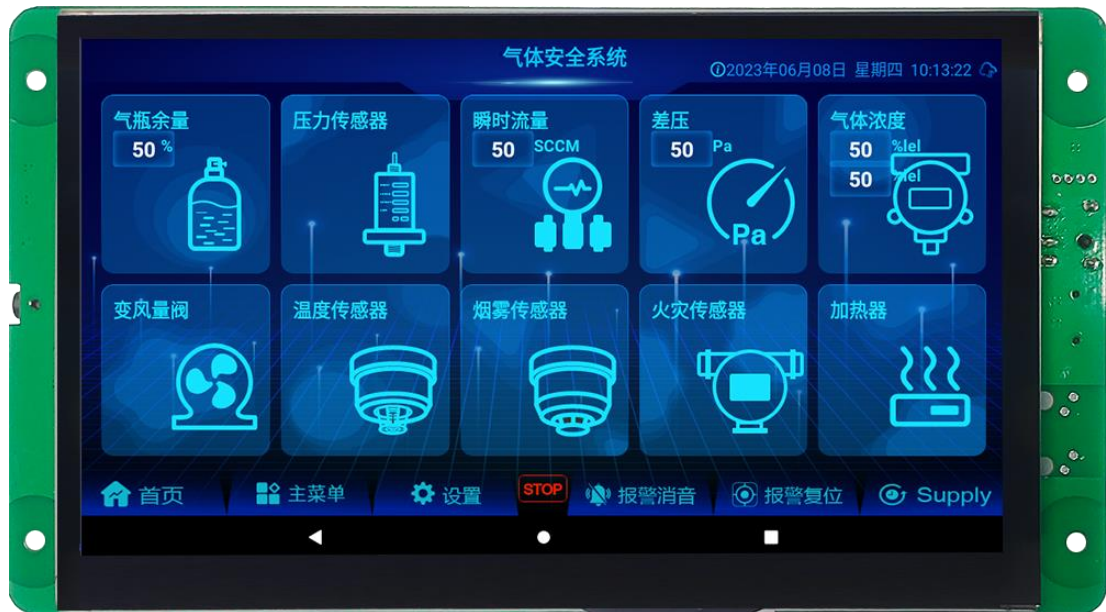 气体安全系统
2023年06月08日 星期四 10:13:22
气瓶余量
50 %
压力传感器
瞬时流量
50 SCCM
差压
50 Pa
Pa
气体浓度
50 %lel
50 %lel
变风量阀
温度传感器
烟雾传感器
火灾传感器
加热器
首页
主菜单
设置
STOP
报警消音
报警复位
Supply